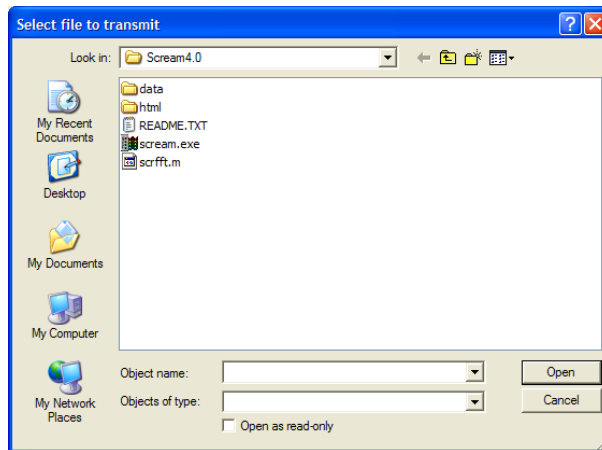 Select file to transmit
Look in: Scream4.0
My Recent
Documents
Desktop
My Documents
My Computer
My Network
Places
data
html
README.TXT
scream.exe
scrfft.m
Object name:
Open
Objects of type:
Cancel
Open as read-only